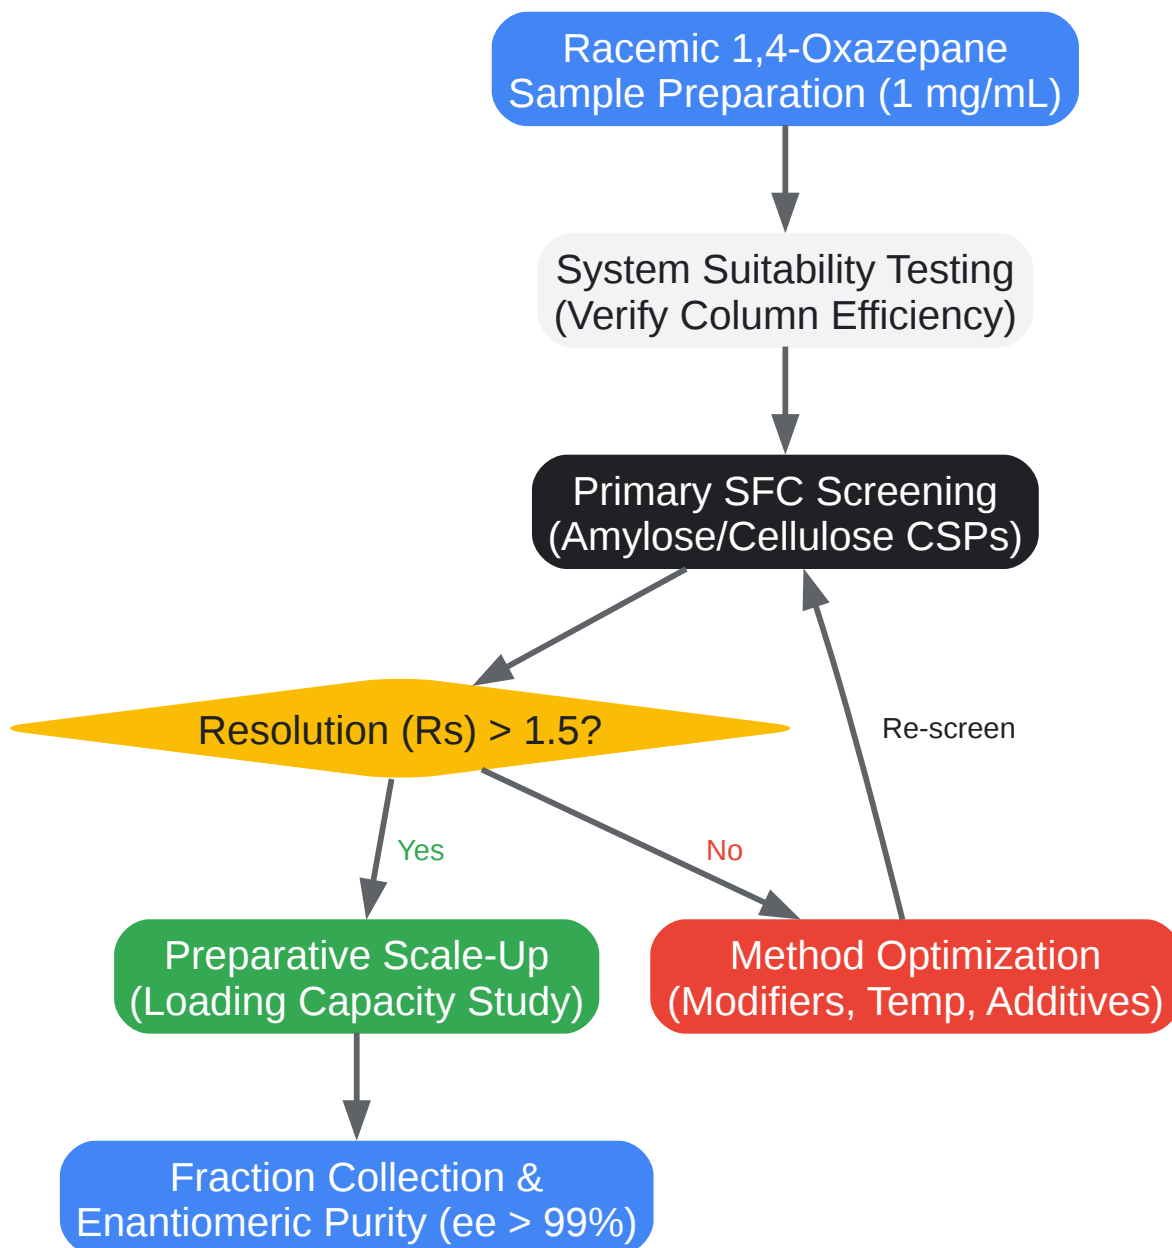 Racemic 1,4-Oxazepane
Sample Preparation (1 mg/mL)
System Suitability Testing
(Verify Column Efficiency)
Primary SFC Screening
(Amylose/Cellulose CSPs)
Resolution (Rs) > 1.5?
Re-screen
Yes
No
Preparative Scale-Up
(Loading Capacity Study)
Method Optimization
(Modifiers, Temp, Additives)
Fraction Collection &
Enantiomeric Purity (ee > 99%)